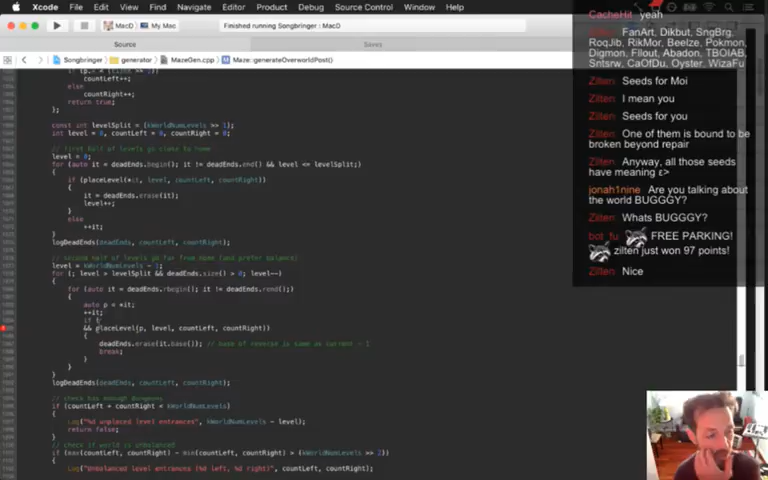 Xcode File Edit View Find Navigate Editor Product Debug Source Control Window Help
MacD My Mac
Finished running Songbringer : MacD
Source
Saves
Songbringer generator MazeGen.cpp Maze::generateOverworldPost()
countLeft++;
else
countRight++;
return true;
};
const int levelSplit = (kWorldNumLevels >> 1);
int level = 0, countLeft = 0, countRight = 0;
// first half of levels go close to home
level = 0;
for (auto it = deadEnds.begin(); it != deadEnds.end() && level <= levelSplit;)
{
if (placeLevel(*it, level, countLeft, countRight))
{
it = deadEnds.erase(it);
level++;
}
else
++it;
}
logDeadEnds(deadEnds, countLeft, countRight);
// second half of levels go far from home (and prefer balance)
level = kWorldNumLevels - 1;
for (; level > levelSplit && deadEnds.size() > 0; level--)
{
for (auto it = deadEnds.rbegin(); it != deadEnds.rend();)
{
auto p = *it;
++it;
if (
&& placeLevel(p, level, countLeft, countRight))
{
deadEnds.erase(it.base()); // base of reverse is same as current - 1
break;
}
}
}
logDeadEnds(deadEnds, countLeft, countRight);
// check has enough dungeons
if (countLeft + countRight < kWorldNumLevels)
{
Log("%d unplaced level entrances", kWorldNumLevels - level);
return false;
}
// check if world is unbalanced
if (max(countLeft, countRight) - min(countLeft, countRight) > (kWorldNumLevels >> 2))
{
Log("Unbalanced level entrances (%d left, %d right)", countLeft, countRight);
CacheHit yeah
Zilten: FanArt, Dikbut, SngBrg,
RoqJib, RikMor, Beelze, Pokmon,
Digmon, Fllout, Abadon, TBOIAB,
Sntsrw, CaOfDu, Oyster, WizaFu
Zilten: Seeds for Moi
Zilten: I mean you
Zilten: Seeds for you
Zilten: One of them is bound to be
broken beyond repair
Zilten: Anyway, all those seeds
have meaning ε>
jonah1nine Are you talking about
the world BUGGGY?
Zilten: Whats BUGGGY?
bot_fu FREE PARKING!
zilten just won 97 points!
Zilten: Nice